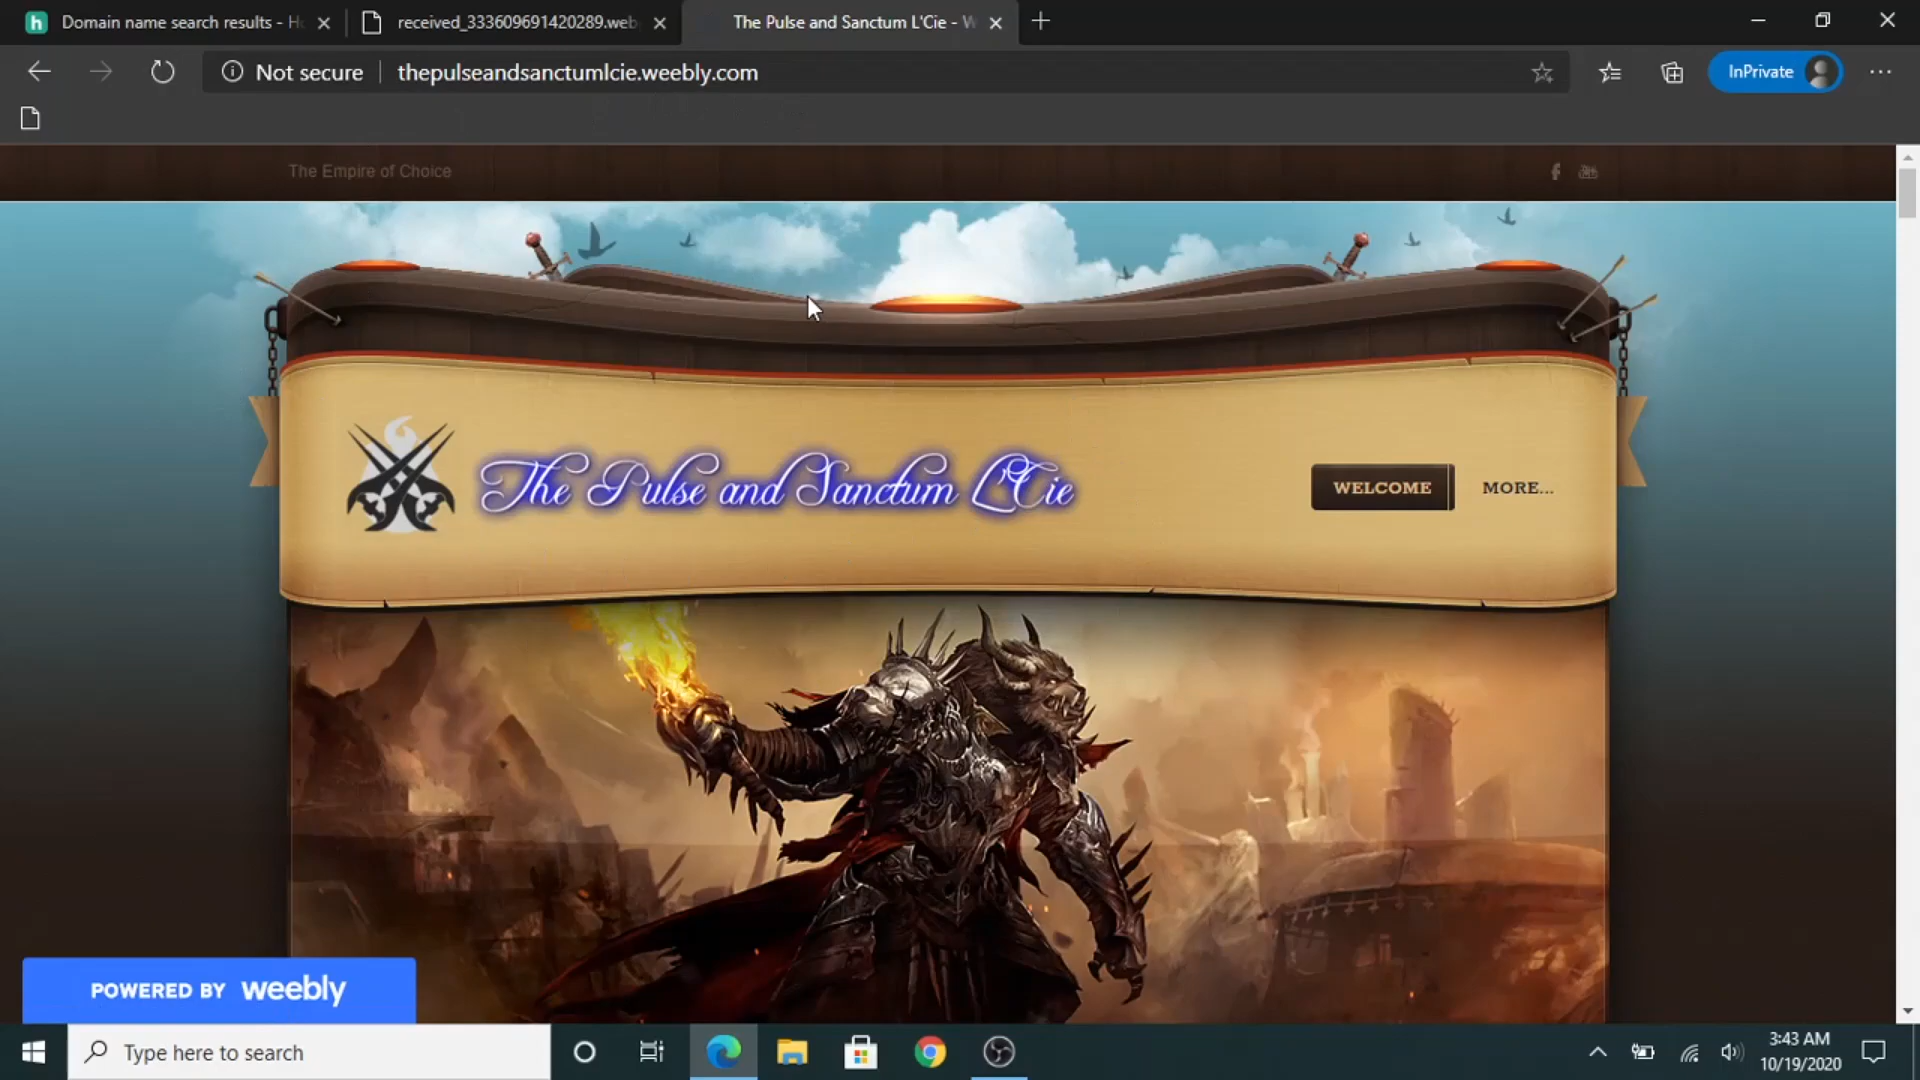 h Domain name search results - Ho
received_333609691420289.web
The Pulse and Sanctum L'Cie - W
Not secure
thepulseandsanctumlcie.weebly.com
InPrivate
The Empire of Choice
The Pulse and Sanctum L'Cie
WELCOME
MORE...
POWERED BY weebly
Type here to search
3:43 AM
10/19/2020